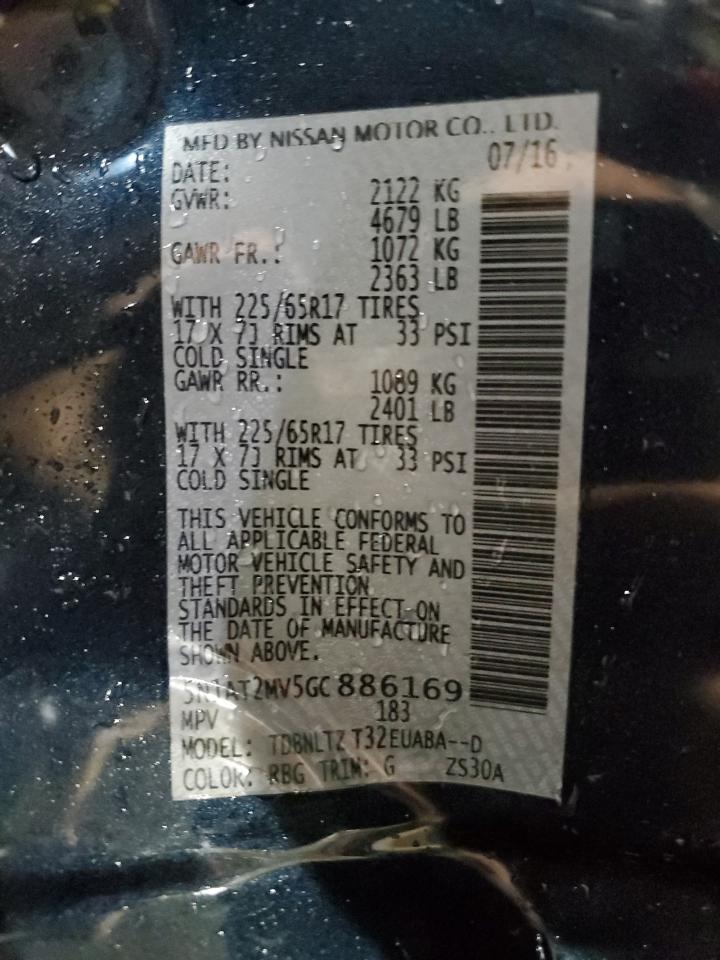 MFD BY NISSAN MOTOR CO., LTD.
DATE: 07/16
GVWR: 2122 KG
4679 LB
GAWR FR.: 1072 KG
2363 LB
WITH 225/65R17 TIRES
17 X 7J RIMS AT 33 PSI
COLD SINGLE
GAWR RR.: 1089 KG
2401 LB
WITH 225/65R17 TIRES
17 X 7J RIMS AT 33 PSI
COLD SINGLE
THIS VEHICLE CONFORMS TO
ALL APPLICABLE FEDERAL
MOTOR VEHICLE SAFETY AND
THEFT PREVENTION
STANDARDS IN EFFECT ON
THE DATE OF MANUFACTURE
SHOWN ABOVE.
5N1AT2MV5GC886169
MPV 183
MODEL: TDBNLTZ T32EUABA--D
COLOR: RBG TRIM: G ZS30A